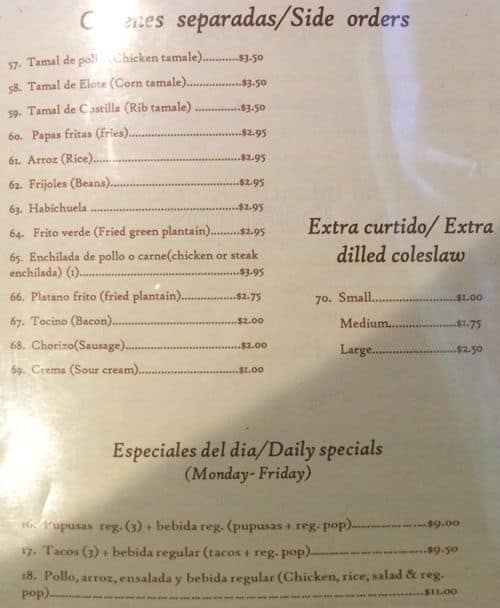 separadas/Side orders
57. Tamal de pollo (Chicken tamale)...........$3.50
58. Tamal de Elote (Corn tamale)................$3.50
59. Tamal de Costilla (Rib tamale) .............$3.50
60. Papas fritas (fries)..................................$2.95
61. Arroz (Rice)............................................$2.95
62. Frijoles (Beans).......................................$2.95
63. Habichuela ............................................$2.95
64. Frito verde (Fried green plantain).........$2.95
65. Enchilada de pollo o carne(chicken or steak
enchilada) (1)................................................$3.95
66. Platano frito (fried plantain).................$2.75
67. Tocino (Bacon)......................................$2.00
68. Chorizo(Sausage)...................................$2.00
69. Crema (Sour cream)..............................$1.00
Extra curtido/ Extra
dilled coleslaw
70. Small.........................$1.00
Medium....................$1.75
Large.........................$2.50
Especiales del dia/Daily specials
(Monday- Friday)
16. Pupusas reg. (3) + bebida reg. (pupusas + reg. pop)......................$9.00
17. Tacos (3) + bebida regular (tacos + reg. pop)................................$9.50
18. Pollo, arroz, ensalada y bebida regular (Chicken, rice, salad & reg.
pop)..................................................................................$11.00